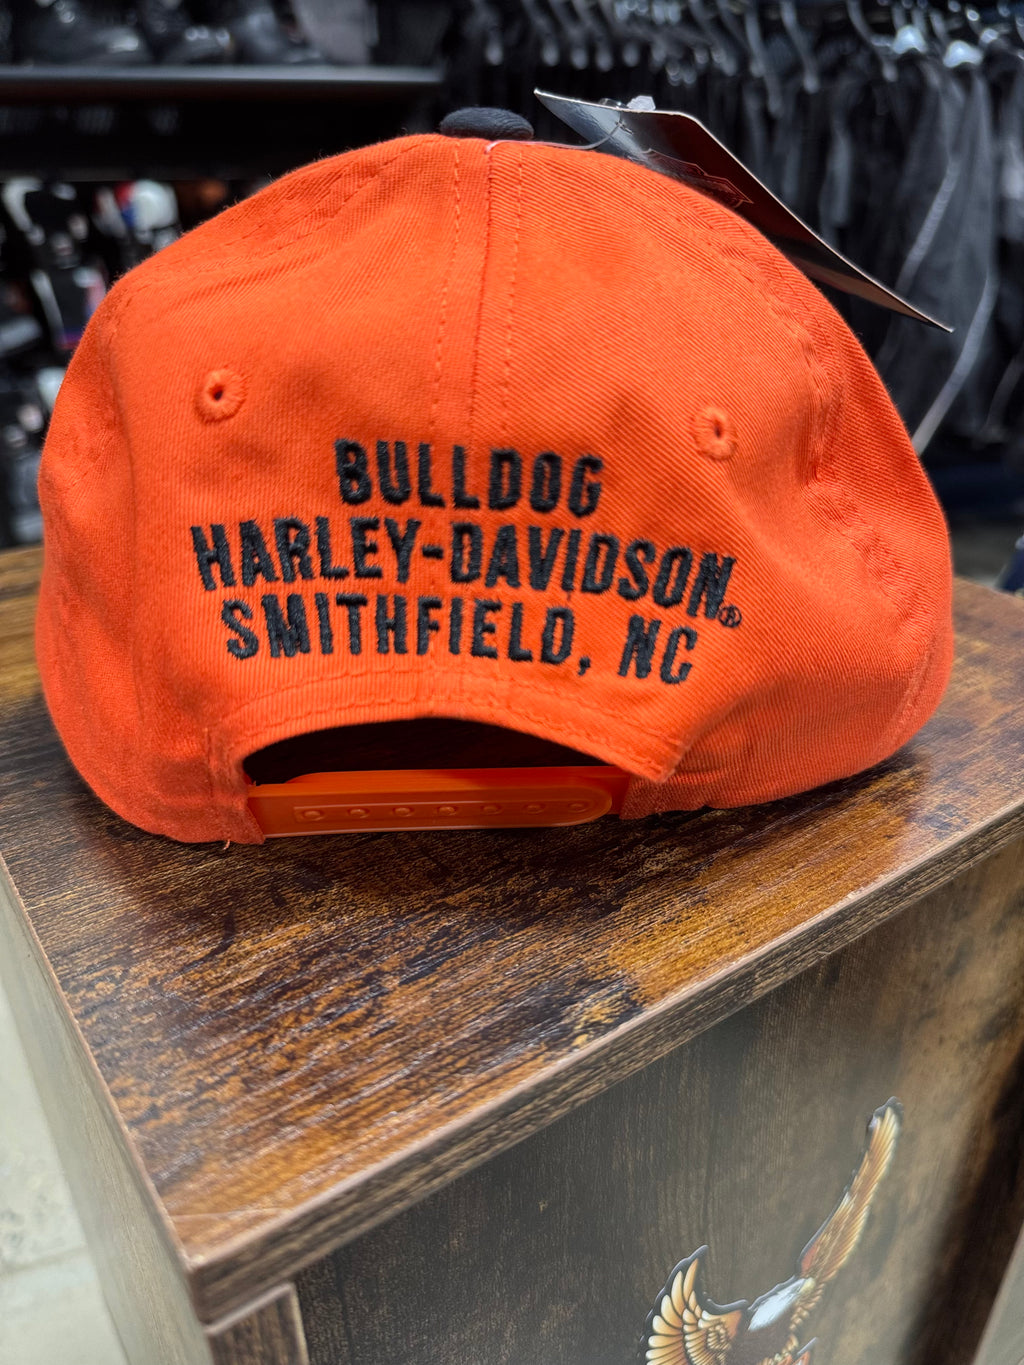 BULLDOG
HARLEY-DAVIDSON®
SMITHFIELD, NC